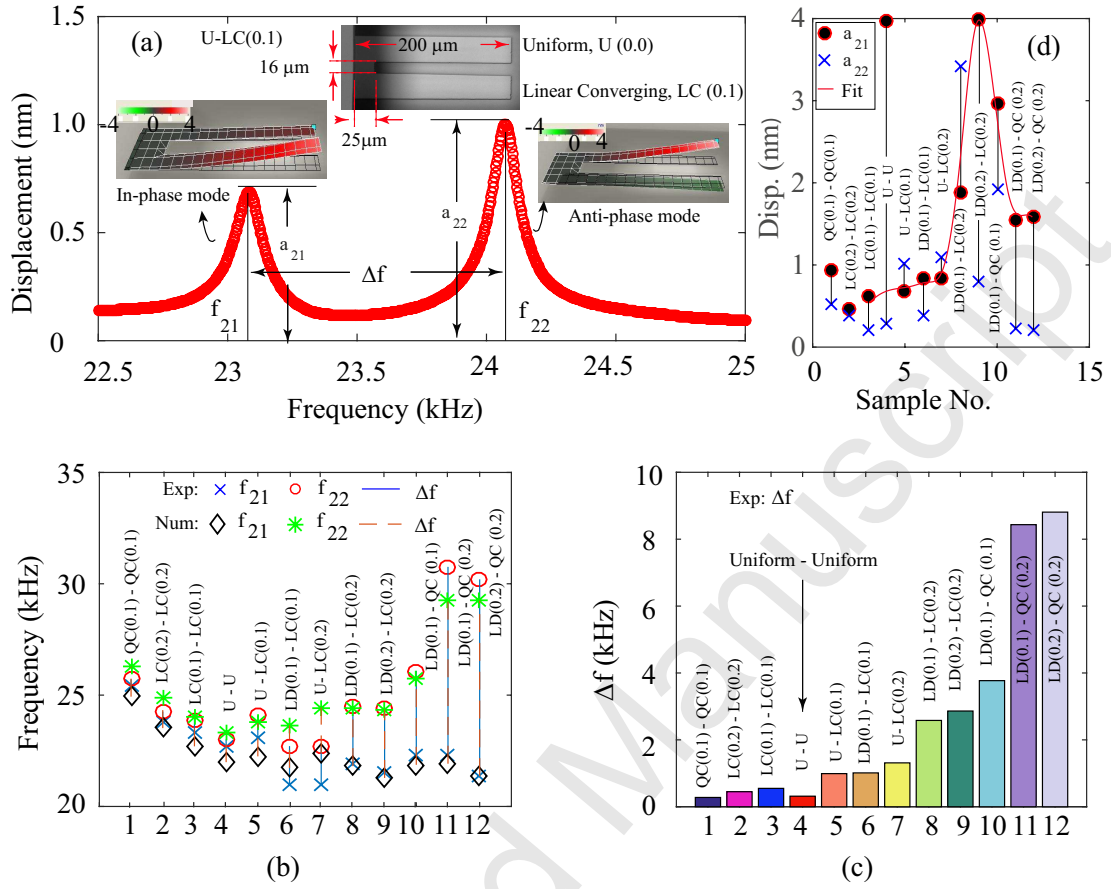 (a)
U-LC(0.1)
200 μm
Uniform, U (0.0)
16 μm
Linear Converging, LC (0.1)
25μm
-4 0 4
-4 0 4
In-phase mode
Anti-phase mode
a21
a22
Δf
f21
f22
Displacement (nm)
1.5
1.0
0.5
0
22.5 23 23.5 24 24.5 25
Frequency (kHz)
(d)
a21
a22
Fit
Disp. (nm)
4
3
2
1
0
QC(0.1) - QC(0.1)
LC(0.2) - LC(0.2)
LC(0.1) - LC(0.1)
U - U
U - LC(0.1)
LD(0.1) - LC(0.1)
U-LC(0.2)
LD(0.1) - LC(0.2)
LD(0.2) - LC(0.2)
LD(0.1) - QC (0.1)
LD(0.1) - QC (0.2)
LD(0.2) - QC (0.2)
0 5 10 15
Sample No.
Frequency (kHz)
35
30
25
20
Exp: f21 f22 Δf
Num: f21 f22 Δf
QC(0.1) - QC(0.1)
LC(0.2) - LC(0.2)
LC(0.1) - LC(0.1)
U - U
U - LC(0.1)
LD(0.1) - LC(0.1)
U-LC(0.2)
LD(0.1) - LC(0.2)
LD(0.2) - LC(0.2)
LD(0.1) - QC (0.1)
LD(0.1) - QC (0.2)
LD(0.2) - QC (0.2)
1 2 3 4 5 6 7 8 9 10 11 12
(b)
Δf (kHz)
10
8
6
4
2
0
Exp: Δf
Uniform - Uniform
QC(0.1) - QC(0.1)
LC(0.2) - LC(0.2)
LC(0.1) - LC(0.1)
U - U
U - LC(0.1)
LD(0.1) - LC(0.1)
U-LC(0.2)
LD(0.1) - LC(0.2)
LD(0.2) - LC(0.2)
LD(0.1) - QC (0.1)
LD(0.1) - QC (0.2)
LD(0.2) - QC (0.2)
1 2 3 4 5 6 7 8 9 10 11 12
(c)
d Manuscript